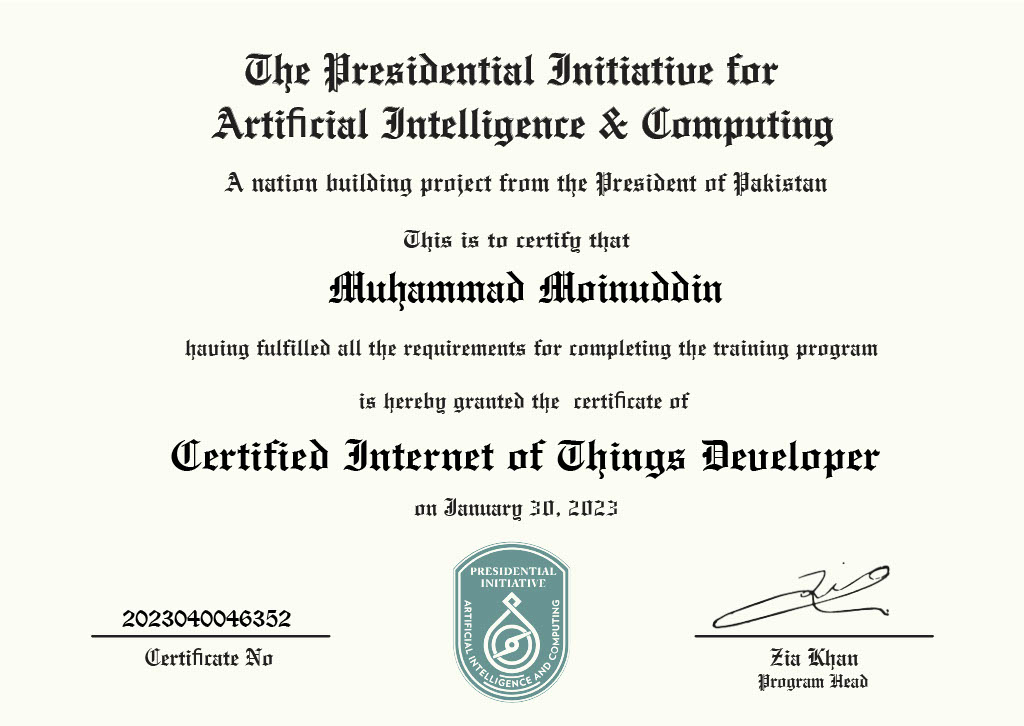 The Presidential Initiative for
Artificial Intelligence & Computing
A nation building project from the President of Pakistan
This is to certify that
Muhammad Moinuddin
having fulfilled all the requirements for completing the training program
is hereby granted the certificate of
Certified Internet of Things Developer
on January 30, 2023
PRESIDENTIAL
INITIATIVE
ARTIFICIAL INTELLIGENCE AND COMPUTING
2023040046352
Certificate No
Zia Khan
Program Head